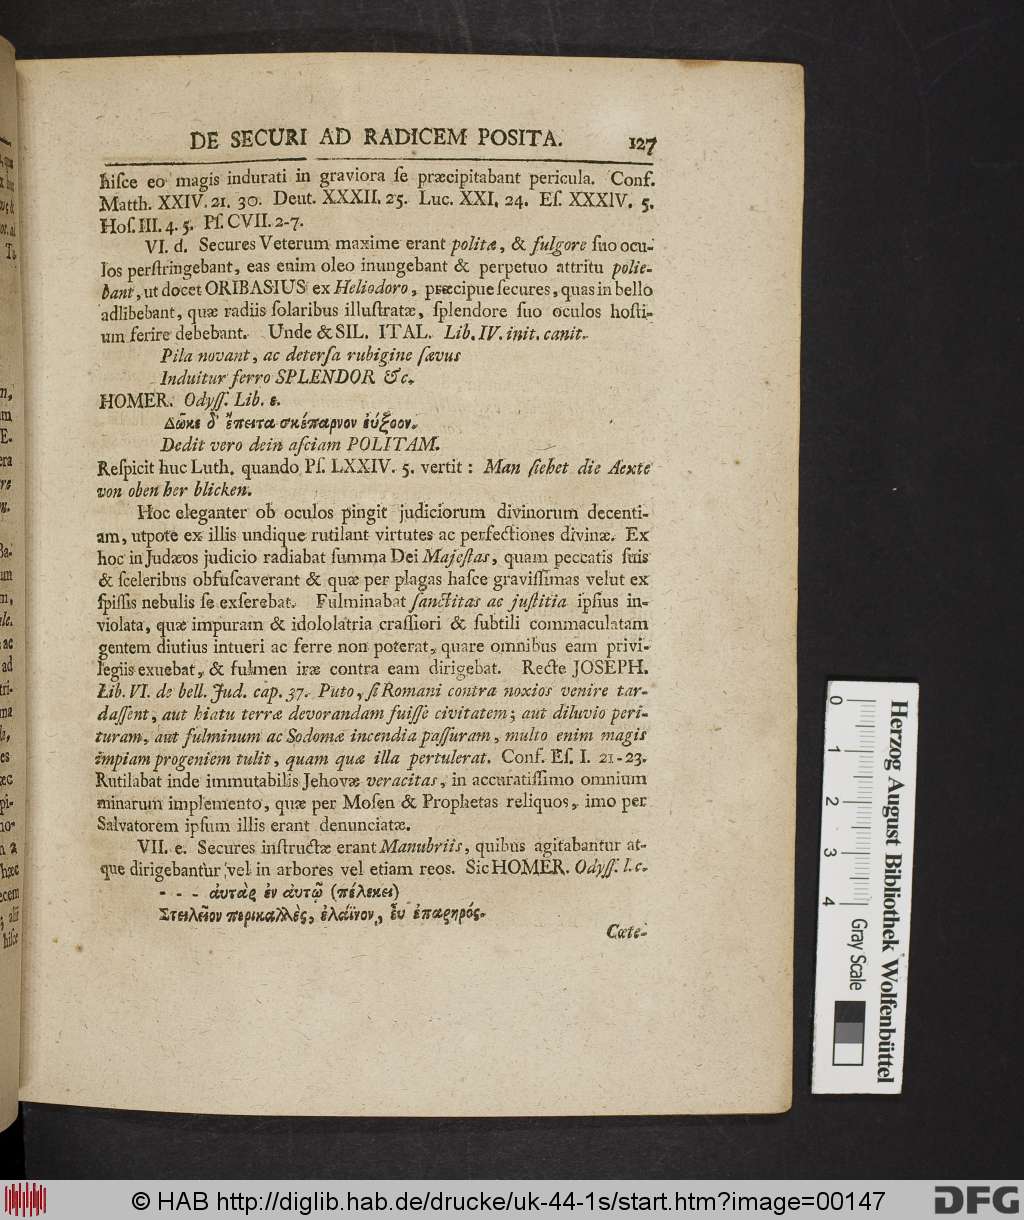 DE SECURI AD RADICEM POSITA. 127
hiſce eo magis indurati in graviora ſe præcipitabant pericula. Conf.
Matth. XXIV. 21. 30. Deut. XXXII. 25. Luc. XXI, 24. Eſ. XXXIV. 5.
Hoſ. III. 4. 5. Pſ. CVII. 2-7.
VI. d. Secures Veterum maxime erant politæ, & fulgore ſuo ocu-
los perſtringebant, eas enim oleo inungebant & perpetuo attritu polie-
bant, ut docet ORIBASIUS ex Heliodoro, præcipue ſecures, quas in bello
adlibebant, quæ radiis ſolaribus illuſtratæ, ſplendore ſuo oculos hoſti-
um ferire debebant. Unde & SIL. ITAL. Lib. IV. init. canit.
Pila novant, ac deterſa rubigine ſævus
Induitur ferro SPLENDOR &c.
HOMER. Odyſſ. Lib. ε.
Δῶκε δ' ἔπειτα σκέπαρνον ἐύξοον.
Dedit vero dein aſciam POLITAM.
Reſpicit huc Luth. quando Pſ. LXXIV. 5. vertit : Man ſiehet die Aexte
von oben her blicken.
Hoc eleganter ob oculos pingit judiciorum divinorum decenti-
am, utpote ex illis undique rutilant virtutes ac perfectiones divinæ. Ex
hoc in Judæos judicio radiabat ſumma Dei Majeſtas, quam peccatis ſuis
& ſceleribus obfuſcaverant & quæ per plagas haſce graviſſimas velut ex
ſpiſſis nebulis ſe exſerebat. Fulminabat ſanctitas ac juſtitia ipſius in-
violata, quæ impuram & idololatria craſſiori & ſubtili commaculatam
gentem diutius intueri ac ferre non poterat, quare omnibus eam privi-
legiis exuebat, & fulmen iræ contra eam dirigebat. Recte JOSEPH.
Lib. VI. de bell. Jud. cap. 37. Puto, ſi Romani contra noxios venire tar-
daſſent, aut hiatu terræ devorandam fuiſſe civitatem; aut diluvio peri-
turam, aut fulminum ac Sodomæ incendia paſſuram, multo enim magis
impiam progeniem tulit, quam quæ illa pertulerat. Conf. Eſ. I. 21-23.
Rutilabat inde immutabilis Jehovæ veracitas, in accuratiſſimo omnium
minarum implemento, quæ per Moſen & Prophetas reliquos, imo per
Salvatorem ipſum illis erant denunciatæ.
VII. e. Secures inſtructæ erant Manubriis, quibus agitabantur at-
que dirigebantur vel in arbores vel etiam reos. Sic HOMER. Odyſſ. l.c.
- - - ἀυτὰρ ἐν ἀυτῷ (πέλεκει)
Στειλεῖον περικαλλὲς, ἐλάϊνον, ἐυ ἐπαρηρός.
Cæte-
0 1 2 3 4
Herzog August Bibliothek Wolfenbüttel
Gray Scale
© HAB http://diglib.hab.de/drucke/uk-44-1s/start.htm?image=00147
DFG